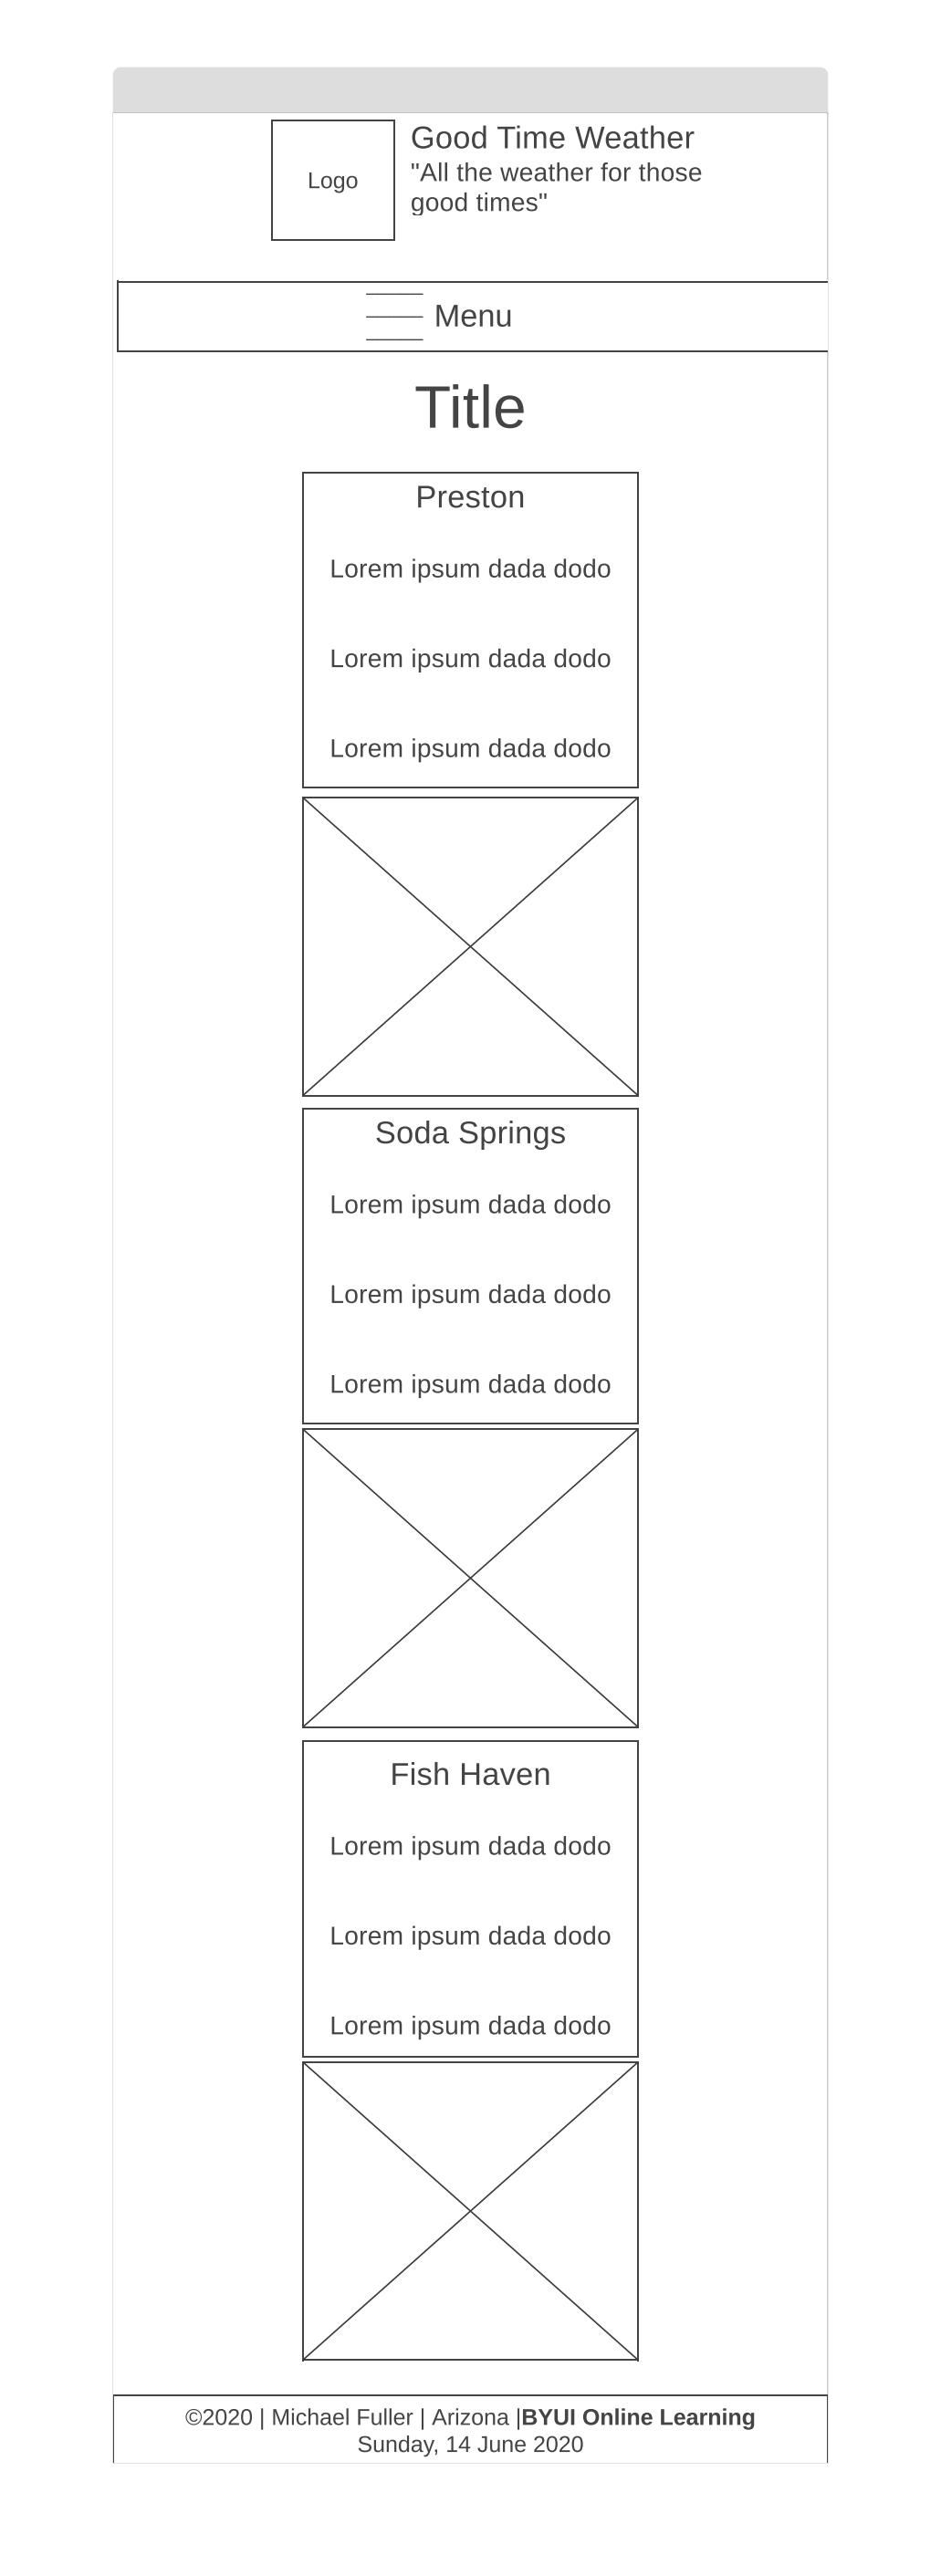 Logo
Good Time Weather
"All the weather for those
good times"
Menu
Title
Preston
Lorem ipsum dada dodo
Lorem ipsum dada dodo
Lorem ipsum dada dodo
Soda Springs
Lorem ipsum dada dodo
Lorem ipsum dada dodo
Lorem ipsum dada dodo
Fish Haven
Lorem ipsum dada dodo
Lorem ipsum dada dodo
Lorem ipsum dada dodo
©2020 | Michael Fuller | Arizona |BYUI Online Learning
Sunday, 14 June 2020